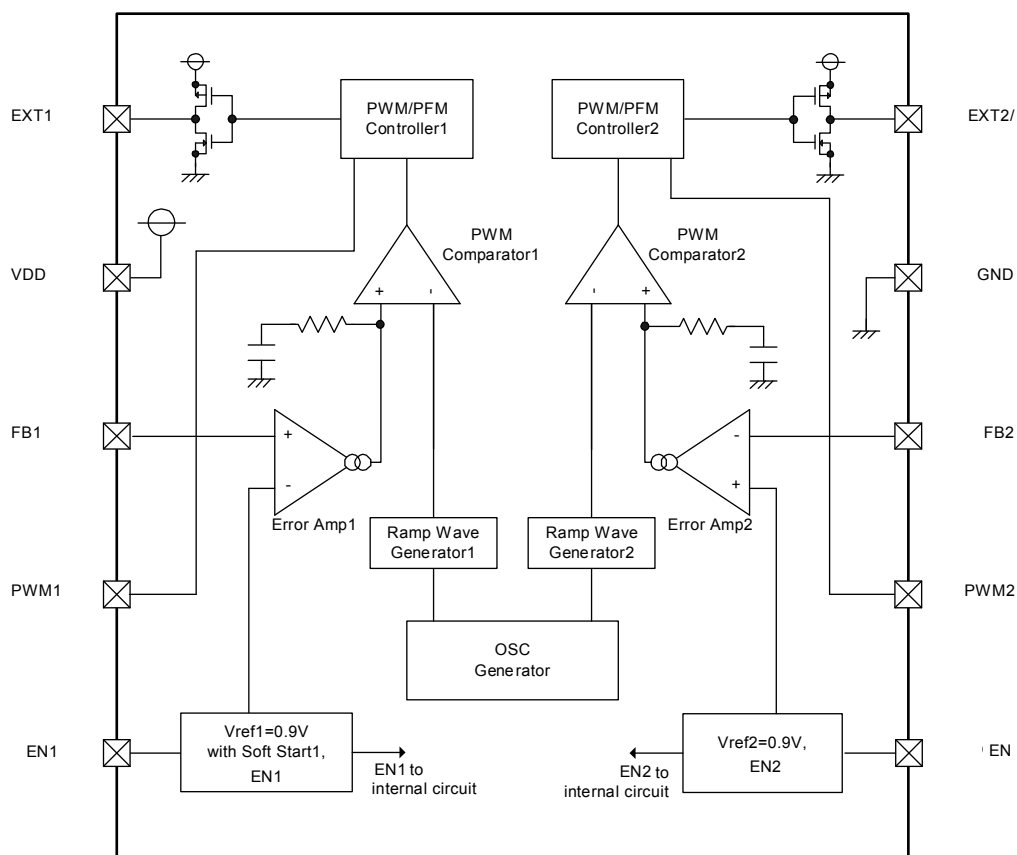 EXT1
PWM/PFM
Controller1
PWM/PFM
Controller2
EXT2/
VDD
PWM
Comparator1
PWM
Comparator2
GND
+
-
-
+
FB1
+
-
Error Amp1
-
+
Error Amp2
FB2
Ramp Wave
Generator1
Ramp Wave
Generator2
PWM1
PWM2
OSC
Generator
EN1
Vref1=0.9V
with Soft Start1,
EN1
EN1 to
internal circuit
EN2 to
internal circuit
Vref2=0.9V,
EN2
EN